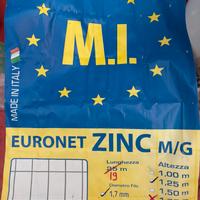 M.I.
MADE IN ITALY
EURONET ZINC M/G
Lunghezza
25 m
19
Altezza
1.00 m
1.25 m
1.50 m
Diametro Filo
1,7 mm